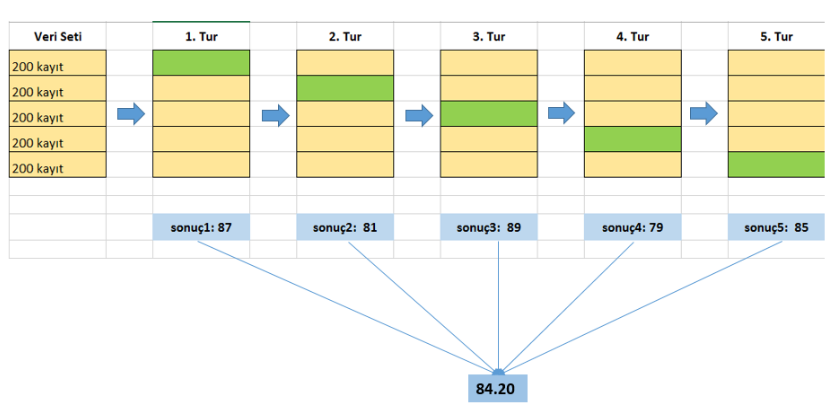 Veri Seti 1. Tur 2. Tur 3. Tur 4. Tur 5. Tur
200 kayıt
200 kayıt
200 kayıt
200 kayıt
200 kayıt
sonuç1: 87 sonuç2: 81 sonuç3: 89 sonuç4: 79 sonuç5: 85
84.20